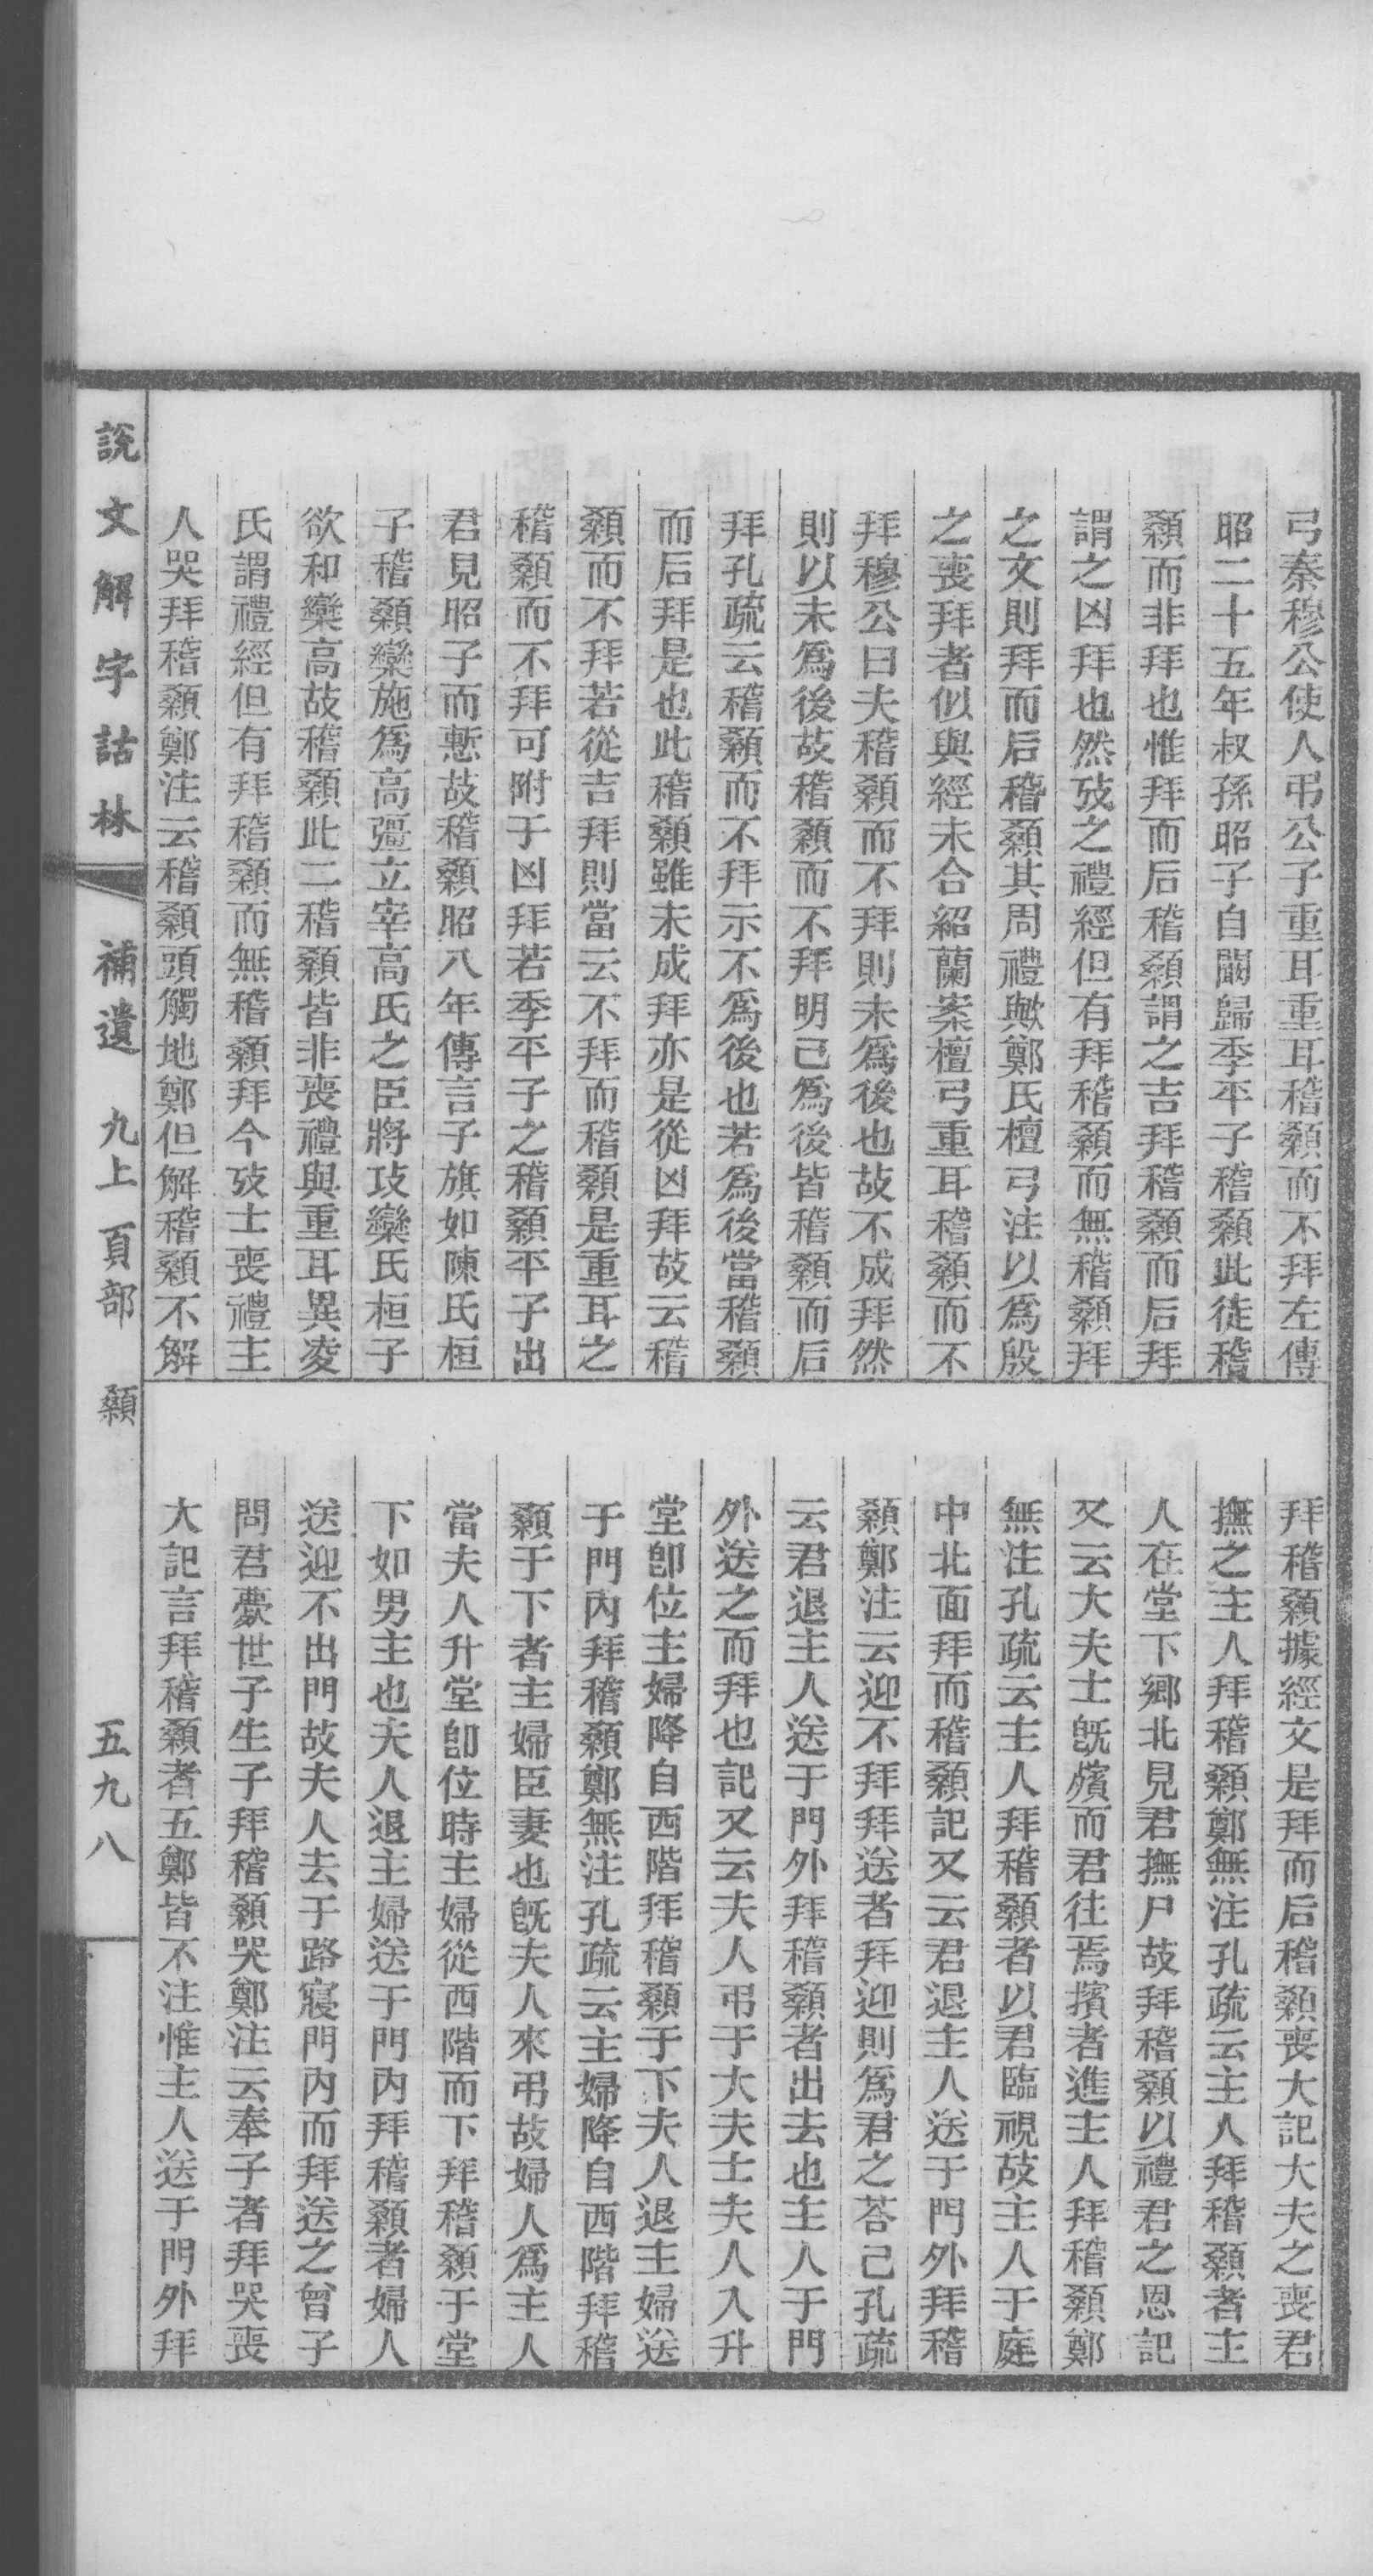 弓秦穆公使人弔公子重耳重耳稽顙而不拜左傳
昭二十五年叔孫昭子自闞歸季平子稽顙此徒稽
顙而非拜也惟拜而后稽顙謂之吉拜稽顙而后拜
謂之凶拜也然攷之禮經但有拜稽顙而無稽顙拜
之文則拜而后稽顙其周禮歟鄭氏檀弓注以爲殷
之喪拜者似與經未合紹蘭案檀弓重耳稽顙而不
拜穆公曰夫稽顙而不拜則未爲後也故不成拜然
則以未爲後故稽顙而不拜明已爲後皆稽顙而后
拜孔疏云稽顙而不拜示不爲後也若爲後當稽顙
而后拜是也此稽顙雖未成拜亦是從凶拜故云稽
顙而不拜若從吉拜則當云不拜而稽顙是重耳之
稽顙而不拜可附于凶拜若季平子之稽顙平子出
君見昭子而慙故稽顙昭八年傳言子旗如陳氏桓
子稽顙欒施爲高彊立宰高氏之臣將攻欒氏桓子
欲和欒高故稽顙此二稽顙皆非喪禮與重耳異凌
氏謂禮經但有拜稽顙而無稽顙拜今攷士喪禮主
人哭拜稽顙鄭注云稽顙頭觸地鄭但解稽顙不解
拜稽顙據經文是拜而后稽顙喪大記大夫之喪君
撫之主人拜稽顙鄭無注孔疏云主人拜稽顙者主
人在堂下鄉北見君撫尸故拜稽顙以禮君之恩記
又云大夫士旣殯而君往焉擯者進主人拜稽顙鄭
無注孔疏云主人拜稽顙者以君臨視故主人于庭
中北面拜而稽顙記又云君退主人送于門外拜稽
顙鄭注云迎不拜拜送者拜迎則爲君之荅己孔疏
云君退主人送于門外拜稽顙者出去也主人于門
外送之而拜也記又云夫人弔于大夫士夫人入升
堂卽位主婦降自西階拜稽顙于下夫人退主婦送
于門內拜稽顙鄭無注孔疏云主婦降自西階拜稽
顙于下者主婦臣妻也旣夫人來弔故婦人爲主人
當夫人升堂卽位時主婦從西階而下拜稽顙于堂
下如男主也夫人退主婦送于門內拜稽顙者婦人
送迎不出門故夫人去于路寢門內而拜送之曾子
問君薨世子生子拜稽顙哭鄭注云奉子者拜哭喪
大記言拜稽顙者五鄭皆不注惟主人送于門外拜
說文解字詁林 補遺 九上頁部 顙 五九八